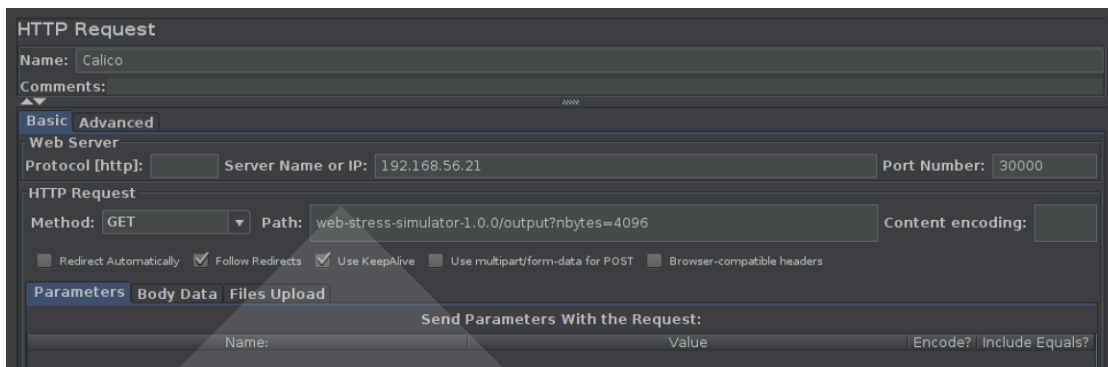 HTTP Request
Name: Calico
Comments:
Basic Advanced
Web Server
Protocol [http]: Server Name or IP: 192.168.56.21 Port Number: 30000
HTTP Request
Method: GET Path: web-stress-simulator-1.0.0/output?nbytes=4096 Content encoding:
Redirect Automatically Follow Redirects Use KeepAlive Use multipart/form-data for POST Browser-compatible headers
Parameters Body Data Files Upload
Send Parameters With the Request:
Name: Value Encode? Include Equals?